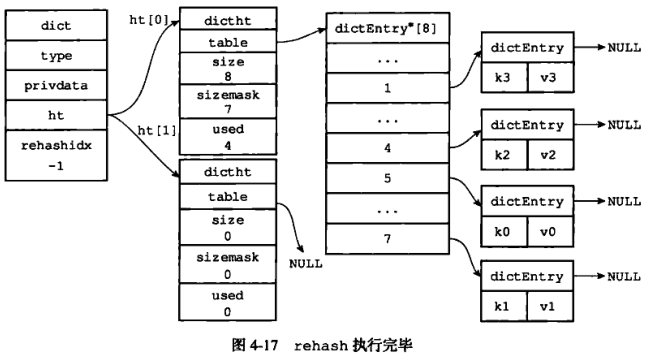 dict
type
privdata
ht
rehashidx
-1
ht[0]
ht[1]
dictht
table
size
8
sizemask
7
used
4
dictht
table
size
0
sizemask
0
used
0
NULL
dictEntry*[8]
...
1
...
4
5
...
7
dictEntry
k3 v3
NULL
dictEntry
k2 v2
NULL
dictEntry
k0 v0
NULL
dictEntry
k1 v1
NULL
图 4-17 rehash 执行完毕